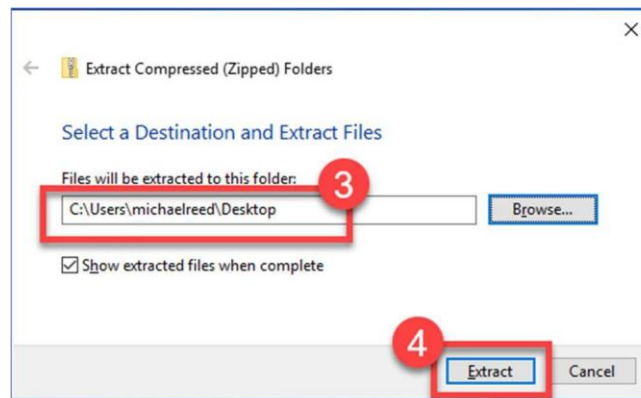 Extract Compressed (Zipped) Folders
Select a Destination and Extract Files
Files will be extracted to this folder:
3
C:\Users\michaelreed\Desktop
Browse...
Show extracted files when complete
4
Extract
Cancel